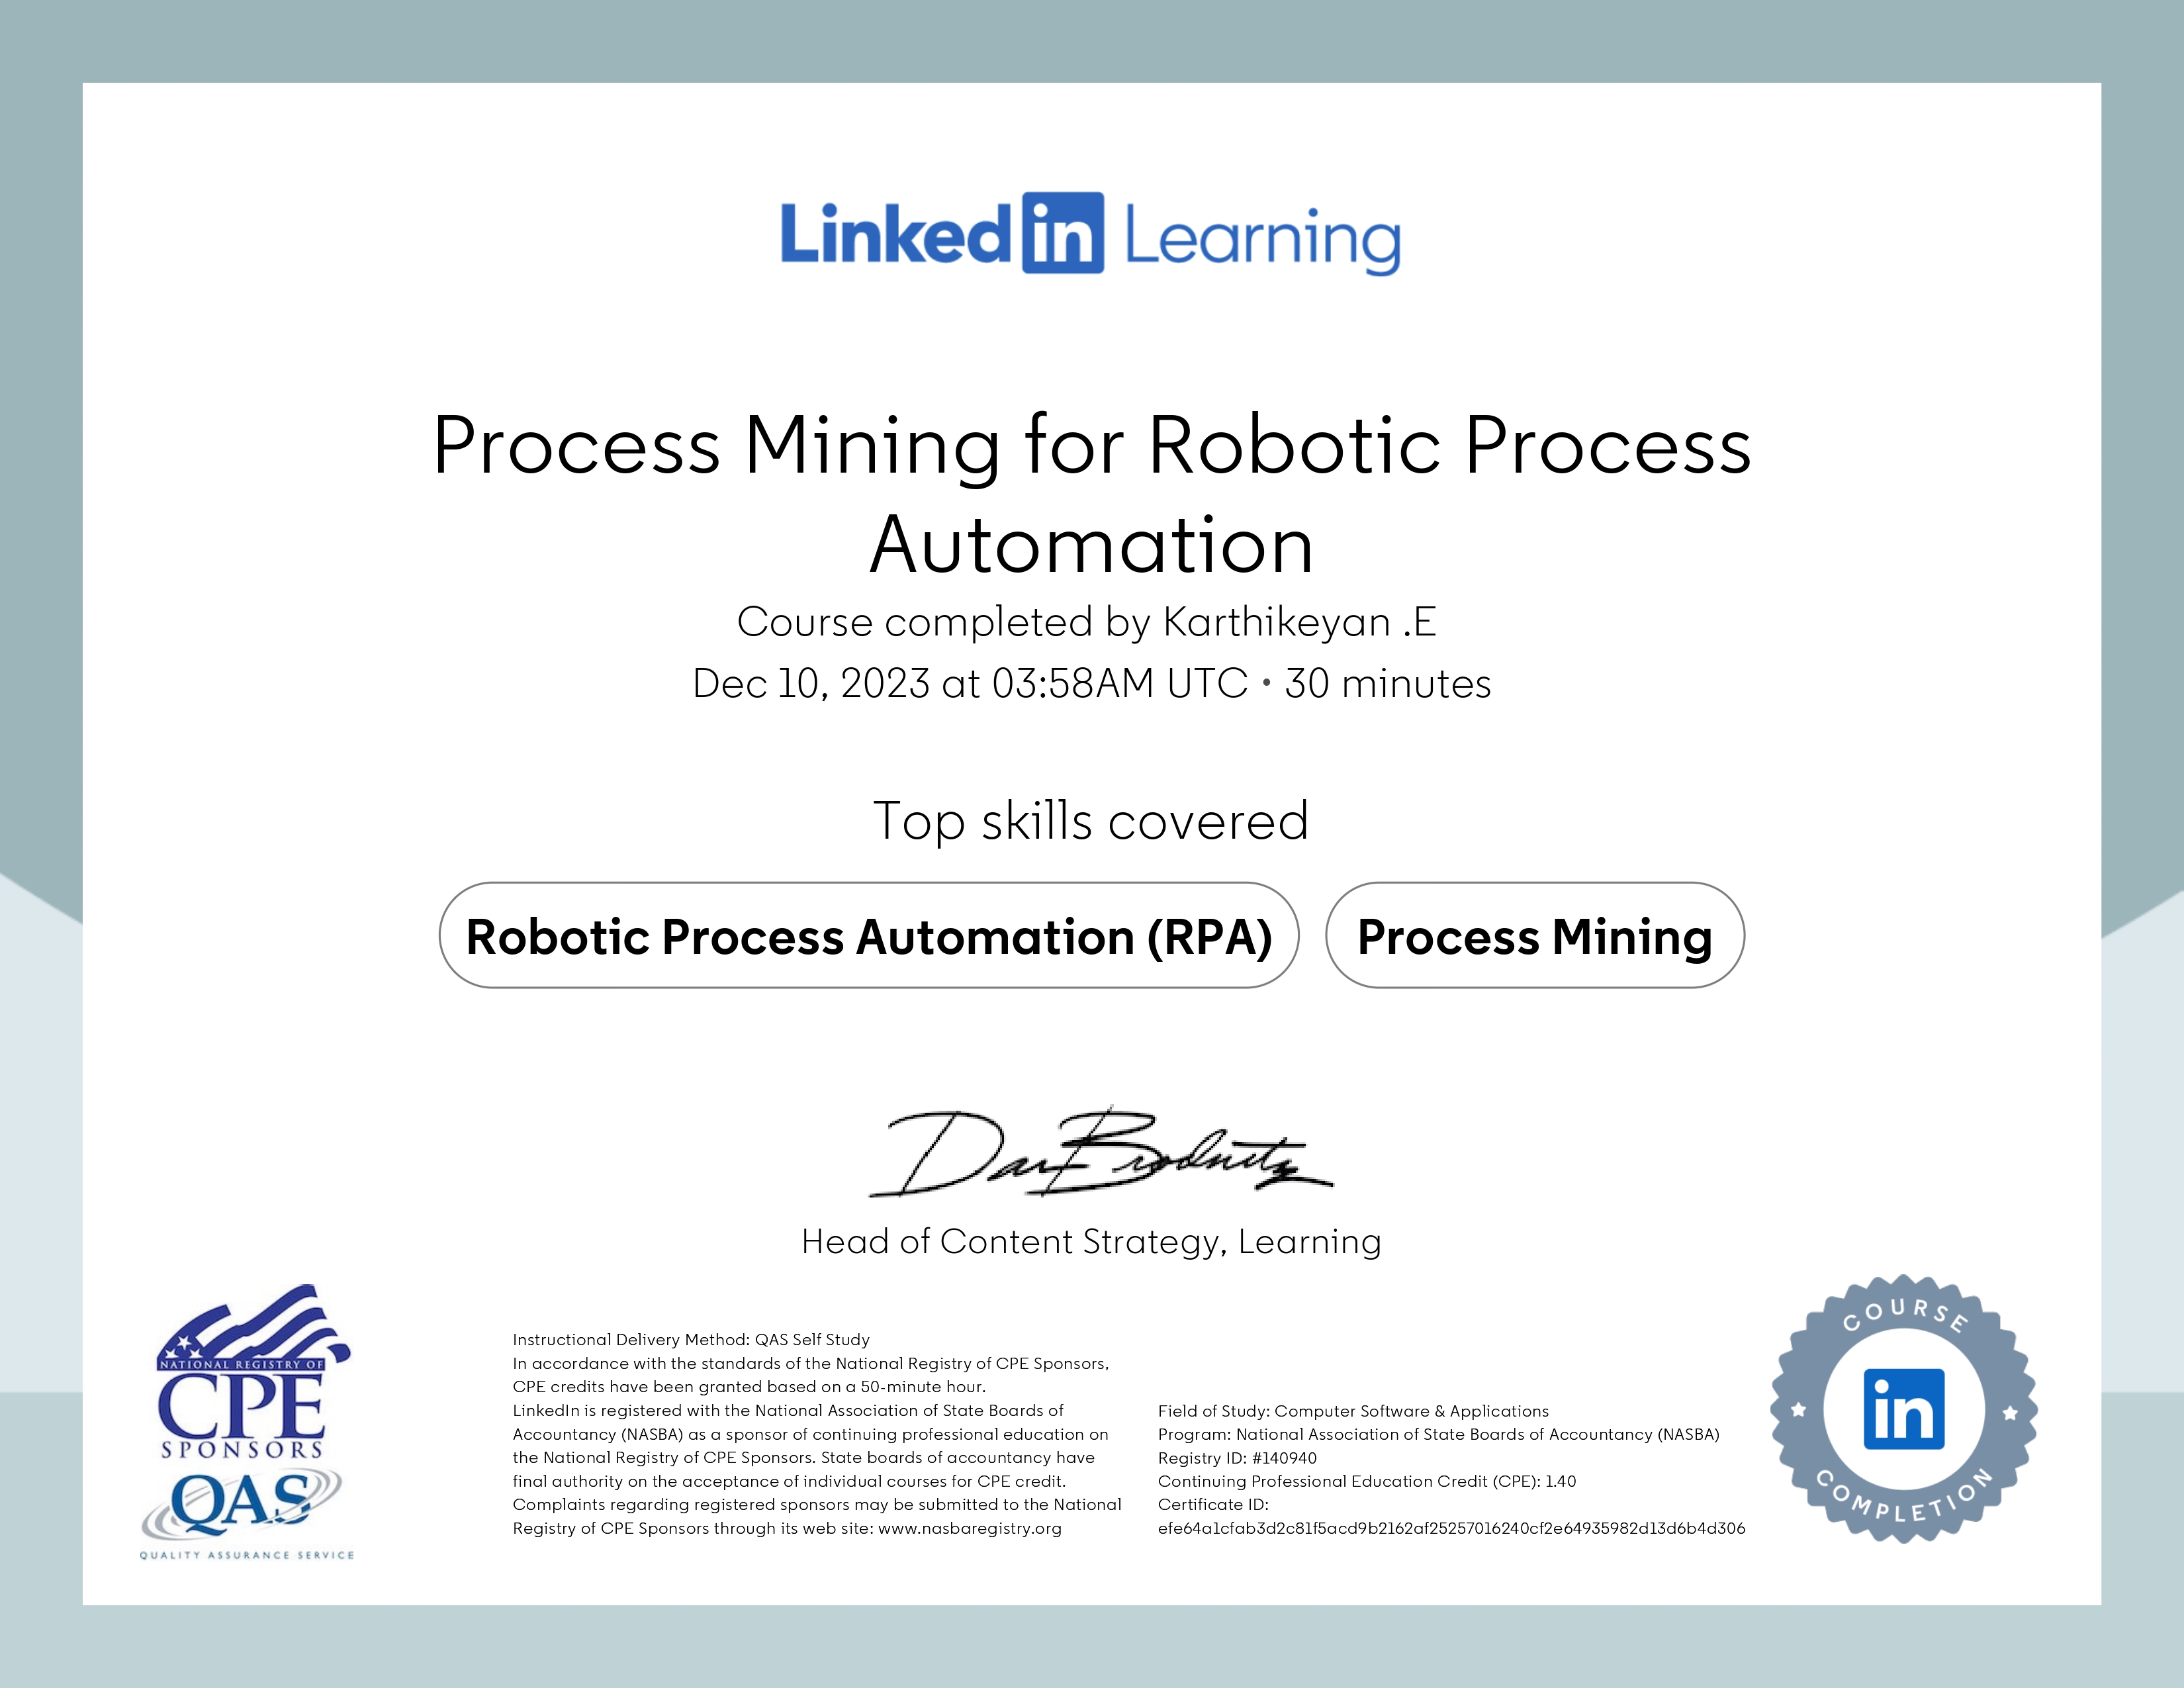 Linked in Learning
Process Mining for Robotic Process
Automation
Course completed by Karthikeyan .E
Dec 10, 2023 at 03:58AM UTC • 30 minutes
Top skills covered
Robotic Process Automation (RPA)
Process Mining
Dan Brodnitz
Head of Content Strategy, Learning
NATIONAL REGISTRY OF
CPE
SPONSORS
QAS
QUALITY ASSURANCE SERVICE
Instructional Delivery Method: QAS Self Study
In accordance with the standards of the National Registry of CPE Sponsors,
CPE credits have been granted based on a 50-minute hour.
LinkedIn is registered with the National Association of State Boards of
Accountancy (NASBA) as a sponsor of continuing professional education on
the National Registry of CPE Sponsors. State boards of accountancy have
final authority on the acceptance of individual courses for CPE credit.
Complaints regarding registered sponsors may be submitted to the National
Registry of CPE Sponsors through its web site: www.nasbaregistry.org
Field of Study: Computer Software & Applications
Program: National Association of State Boards of Accountancy (NASBA)
Registry ID: #140940
Continuing Professional Education Credit (CPE): 1.40
Certificate ID:
efe64a1cfab3d2c81f5acd9b2162af25257016240cf2e64935982d13d6b4d306
COURSE
in
COMPLETION